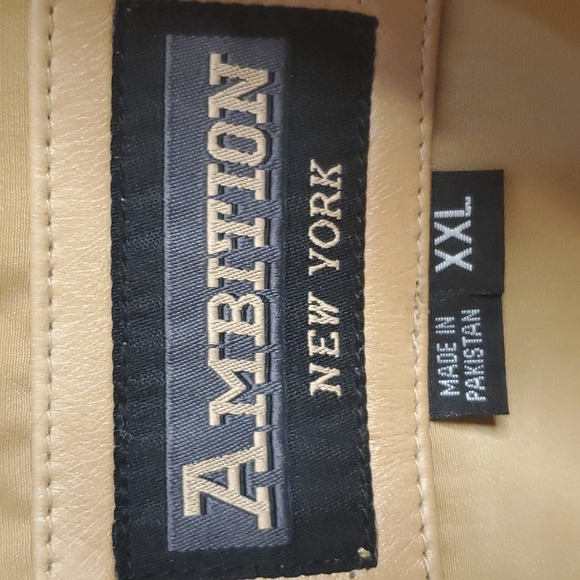 AMBITION
NEW YORK
XXL
MADE IN
PAKISTAN